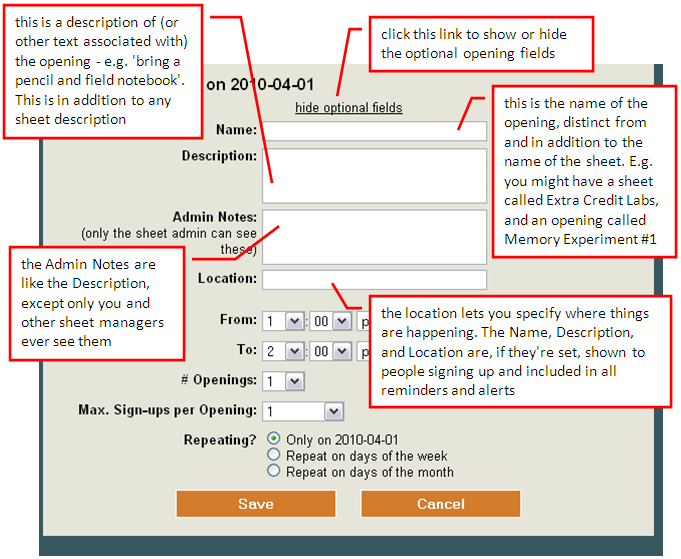 this is a description of (or
other text associated with)
the opening - e.g. 'bring a
pencil and field notebook'.
This is in addition to any
sheet description
click this link to show or hide
the optional opening fields
on 2010-04-01
hide optional fields
this is the name of the
opening, distinct from
and in addition to the
name of the sheet. E.g.
you might have a sheet
called Extra Credit Labs,
and an opening called
Memory Experiment #1
Name:
Description:
Admin Notes:
(only the sheet admin can see
these)
the Admin Notes are
like the Description,
except only you and
other sheet managers
ever see them
Location:
the location lets you specify where things
are happening. The Name, Description,
and Location are, if they're set, shown to
people signing up and included in all
reminders and alerts
From: 1 : 00 p
To: 2 : 00 p
# Openings: 1
Max. Sign-ups per Opening: 1
Repeating? Only on 2010-04-01
Repeat on days of the week
Repeat on days of the month
Save Cancel